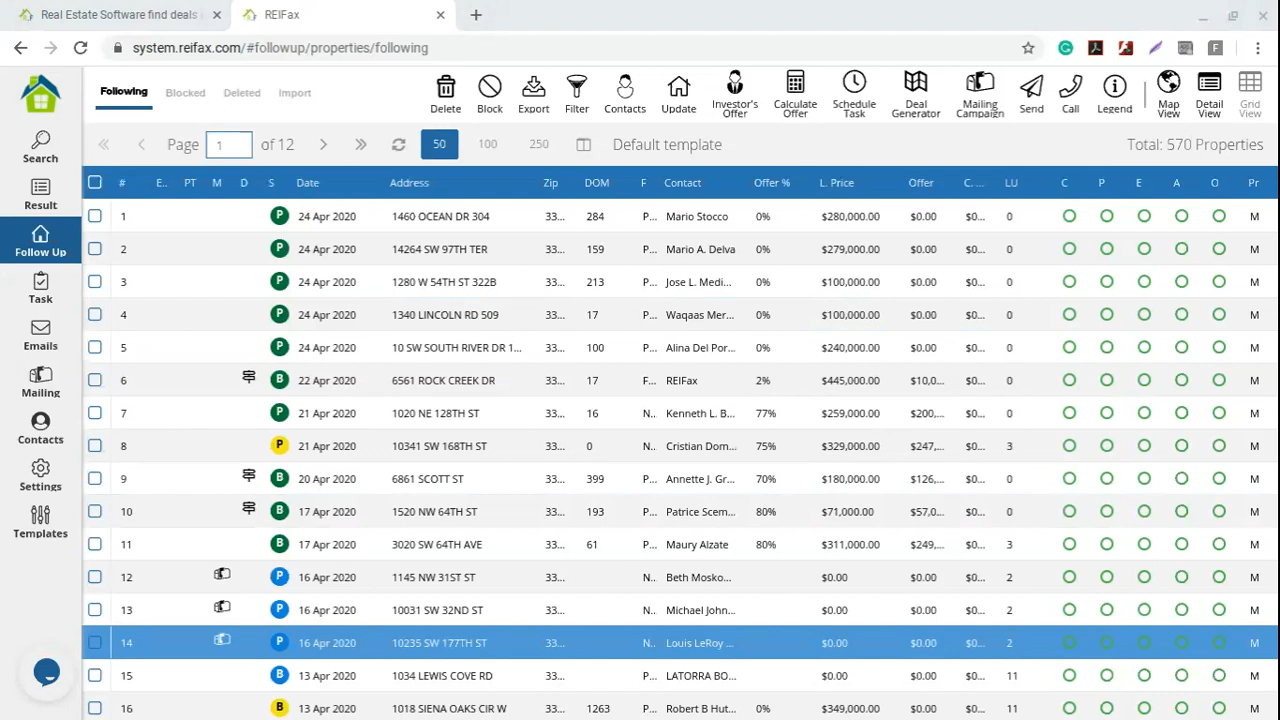 Real Estate Software find deals
REIFax
system.reifax.com/#followup/properties/following
Following Blocked Deleted Import
Delete Block Export Filter Contacts Update Investor's Offer Calculate Offer Schedule Task Deal Generator Mailing Campaign Send Call Legend Map View Detail View Grid View
Page 1 of 12 50 100 250 Default template Total: 570 Properties
# E.. PT M D S Date Address Zip DOM F Contact Offer % L. Price Offer C. ... LU C P E A O Pr
1 P 24 Apr 2020 1460 OCEAN DR 304 33... 284 P... Mario Stocco 0% $280,000.00 $0.00 $0... 0 M
2 P 24 Apr 2020 14264 SW 97TH TER 33... 159 P... Mario A. Delva 0% $279,000.00 $0.00 $0... 0 M
3 P 24 Apr 2020 1280 W 54TH ST 322B 33... 213 P... Jose L. Medi... 0% $100,000.00 $0.00 $0... 0 M
4 P 24 Apr 2020 1340 LINCOLN RD 509 33... 17 P... Waqaas Mer... 0% $100,000.00 $0.00 $0... 0 M
5 P 24 Apr 2020 10 SW SOUTH RIVER DR 1... 33... 100 P... Alina Del Por... 0% $240,000.00 $0.00 $0... 0 M
6 B 22 Apr 2020 6561 ROCK CREEK DR 33... 17 F... REIFax 2% $445,000.00 $10,0... $0... 0 M
7 P 21 Apr 2020 1020 NE 128TH ST 33... 16 N.. Kenneth L. B... 77% $259,000.00 $200,... $0... 0 M
8 P 21 Apr 2020 10341 SW 168TH ST 33... 0 N.. Cristian Dom... 75% $329,000.00 $247,... $0... 3 M
9 B 20 Apr 2020 6861 SCOTT ST 33... 399 P... Annette J. Gr... 70% $180,000.00 $126,... $0... 0 M
10 B 17 Apr 2020 1520 NW 64TH ST 33... 193 P... Patrice Scem... 80% $71,000.00 $57,0... $0... 0 M
11 B 17 Apr 2020 3020 SW 64TH AVE 33... 61 P... Maury Alzate 80% $311,000.00 $249,... $0... 3 M
12 P 16 Apr 2020 1145 NW 31ST ST 33... N.. Beth Mosko... $0.00 $0.00 $0... 2 M
13 P 16 Apr 2020 10031 SW 32ND ST 33... N.. Michael John... $0.00 $0.00 $0... 2 M
14 P 16 Apr 2020 10235 SW 177TH ST 33... N.. Louis LeRoy ... $0.00 $0.00 $0... 2 M
15 B 13 Apr 2020 1034 LEWIS COVE RD 33... N.. LATORRA BO... $0.00 $0.00 $0... 11 M
16 B 13 Apr 2020 1018 SIENA OAKS CIR W 33... 1263 P... Robert B Hut... 0% $349,000.00 $0.00 $0... 11 M
Search
Result
Follow Up
Task
Emails
Mailing
Contacts
Settings
Templates